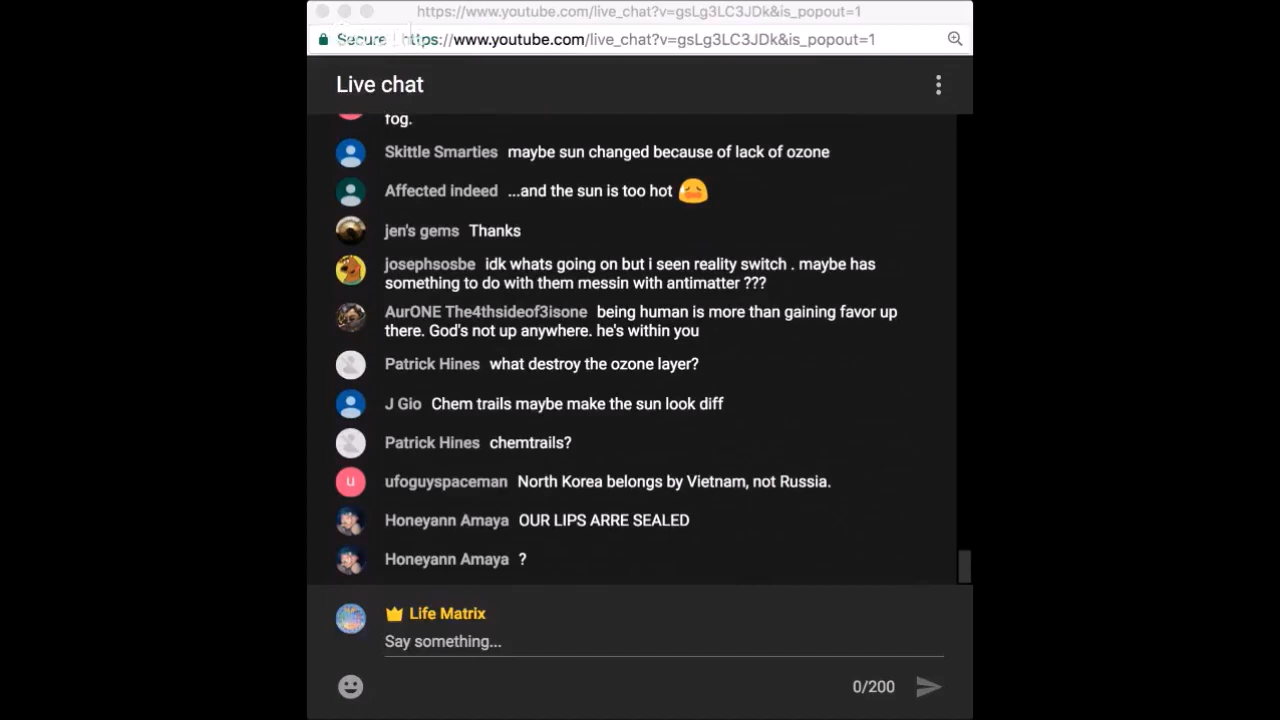 https://www.youtube.com/live_chat?v=gsLg3LC3JDk&is_popout=1
Secure https://www.youtube.com/live_chat?v=gsLg3LC3JDk&is_popout=1
Live chat
fog.
Skittle Smarties maybe sun changed because of lack of ozone
Affected indeed ...and the sun is too hot
jen's gems Thanks
josephsosbe idk whats going on but i seen reality switch . maybe has
something to do with them messin with antimatter ???
AurONE The4thsideof3isone being human is more than gaining favor up
there. God's not up anywhere. he's within you
Patrick Hines what destroy the ozone layer?
J Gio Chem trails maybe make the sun look diff
Patrick Hines chemtrails?
u ufoguyspaceman North Korea belongs by Vietnam, not Russia.
Honeyann Amaya OUR LIPS ARRE SEALED
Honeyann Amaya ?
Life Matrix
Say something...
0/200